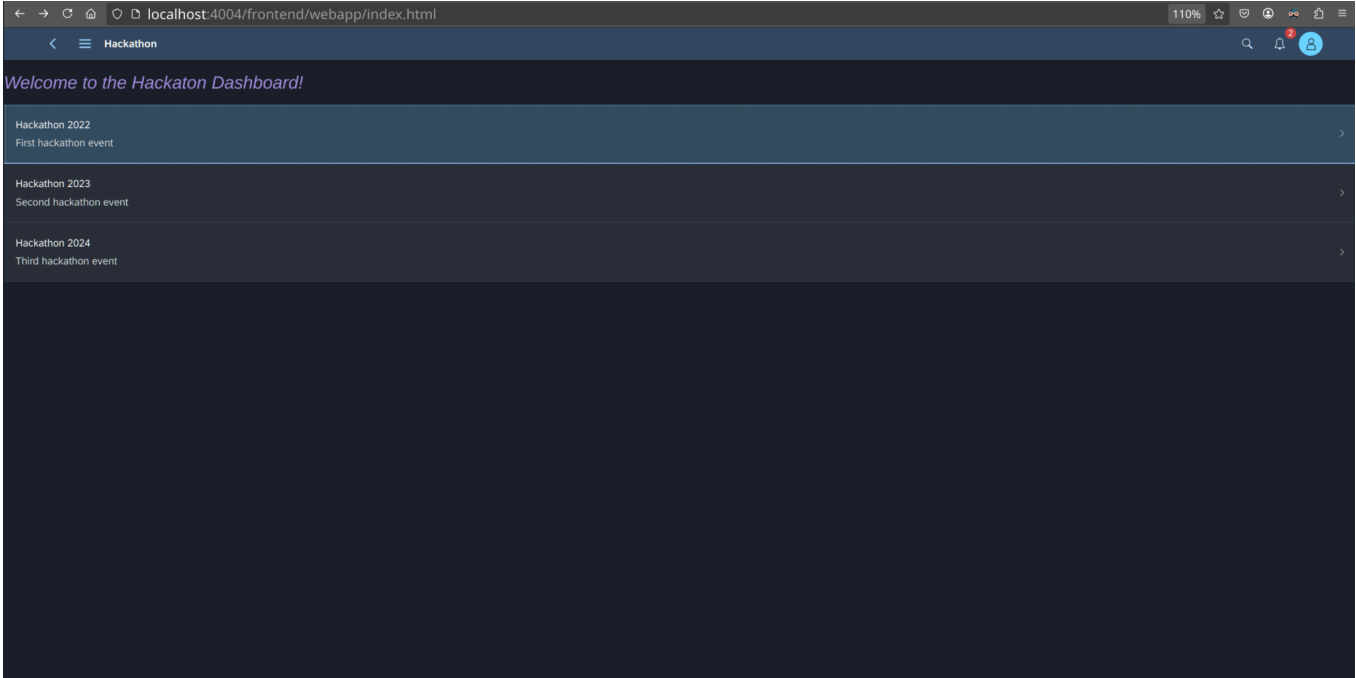 localhost:4004/frontend/webapp/index.html
110%
Hackathon
2
Welcome to the Hackaton Dashboard!
Hackathon 2022
First hackathon event
Hackathon 2023
Second hackathon event
Hackathon 2024
Third hackathon event